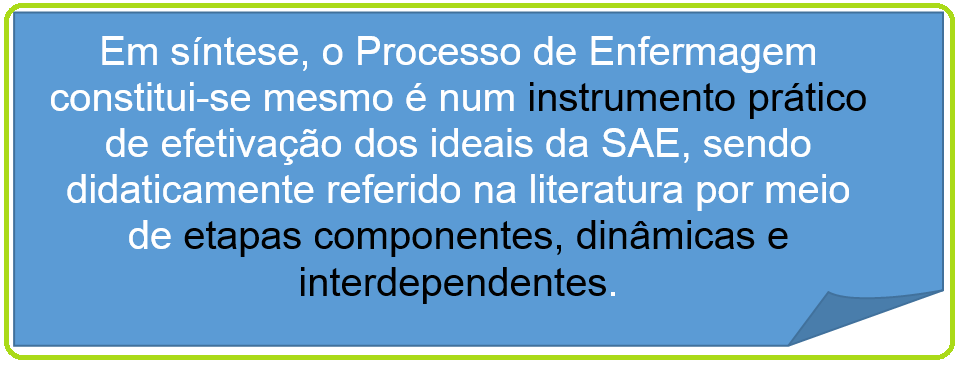 Em síntese, o Processo de Enfermagem
constitui-se mesmo é num instrumento prático
de efetivação dos ideais da SAE, sendo
didaticamente referido na literatura por meio
de etapas componentes, dinâmicas e
interdependentes.